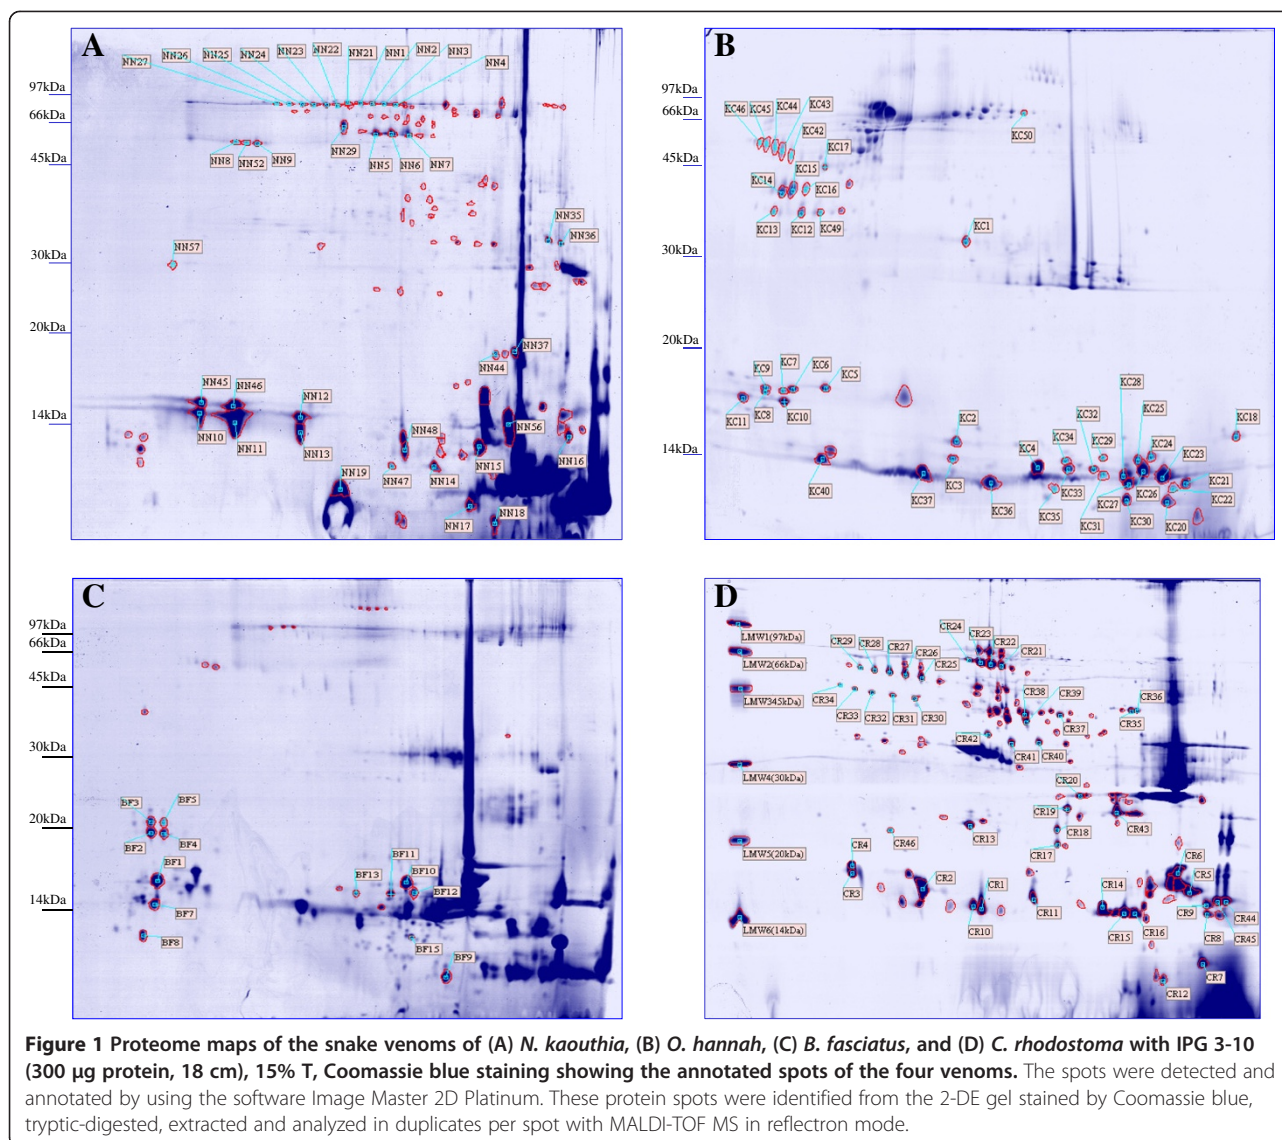 A
NN27 NN26 NN25 NN24 NN23 NN22 NN21 NN1 NN2 NN3 NN4
97kDa
66kDa
45kDa
30kDa
20kDa
14kDa
NN8 NN52 NN9 NN29 NN5 NN6 NN7
NN35
NN36
NN57
NN37
NN44
NN45 NN46 NN12
NN10 NN11 NN13
NN48 NN56
NN19 NN47 NN14 NN15 NN16
NN17 NN18
B
97kDa
66kDa
45kDa
30kDa
20kDa
14kDa
KC46 KC45 KC44 KC43
KC42 KC17 KC50
KC14 KC15 KC16
KC13 KC12 KC49
KC1
KC9 KC7 KC6 KC5
KC11 KC8 KC10
KC28
KC2 KC32 KC25 KC18
KC4 KC34 KC29 KC24 KC23
KC40 KC37 KC3 KC33 KC26 KC21
KC36 KC35 KC31 KC27 KC30 KC20 KC22
C
97kDa
66kDa
45kDa
30kDa
20kDa
14kDa
BF3 BF5
BF2 BF4
BF1 BF11
BF13 BF10
BF12
BF7
BF8 BF15
BF9
D
LMW1(97kDa)
LMW2(66kDa)
LMW345kDa)
LMW4(30kDa)
LMW5(20kDa)
LMW6(14kDa)
CR24 CR23 CR22 CR21
CR29 CR28 CR27 CR26 CR25
CR34 CR33 CR32 CR31 CR30
CR38 CR39 CR36
CR37 CR35
CR42 CR41 CR40
CR20
CR19 CR43
CR46 CR13 CR18
CR4 CR17 CR6
CR3 CR2 CR1 CR14 CR5
CR10 CR11 CR15 CR16 CR9 CR8 CR44
CR45
CR12 CR7
Figure 1 Proteome maps of the snake venoms of (A) N. kaouthia, (B) O. hannah, (C) B. fasciatus, and (D) C. rhodostoma with IPG 3-10
(300 μg protein, 18 cm), 15% T, Coomassie blue staining showing the annotated spots of the four venoms. The spots were detected and
annotated by using the software Image Master 2D Platinum. These protein spots were identified from the 2-DE gel stained by Coomassie blue,
tryptic-digested, extracted and analyzed in duplicates per spot with MALDI-TOF MS in reflectron mode.